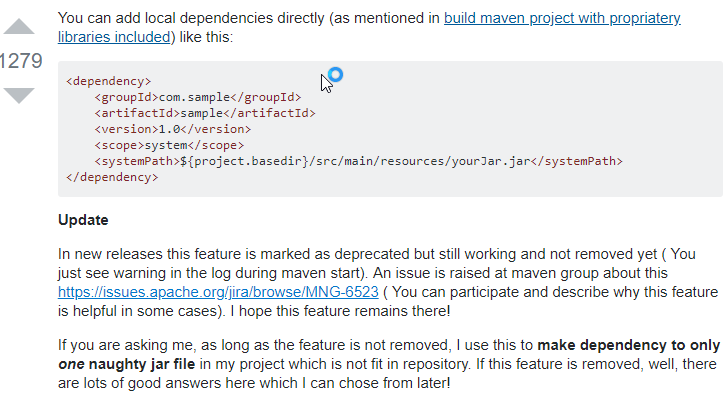 You can add local dependencies directly (as mentioned in build maven project with propriatery
libraries included) like this:
1279
<dependency>
    <groupId>com.sample</groupId>
    <artifactId>sample</artifactId>
    <version>1.0</version>
    <scope>system</scope>
    <systemPath>${project.basedir}/src/main/resources/yourJar.jar</systemPath>
</dependency>
Update
In new releases this feature is marked as deprecated but still working and not removed yet ( You
just see warning in the log during maven start). An issue is raised at maven group about this
https://issues.apache.org/jira/browse/MNG-6523 ( You can participate and describe why this feature
is helpful in some cases). I hope this feature remains there!
If you are asking me, as long as the feature is not removed, I use this to make dependency to only
one naughty jar file in my project which is not fit in repository. If this feature is removed, well, there
are lots of good answers here which I can chose from later!